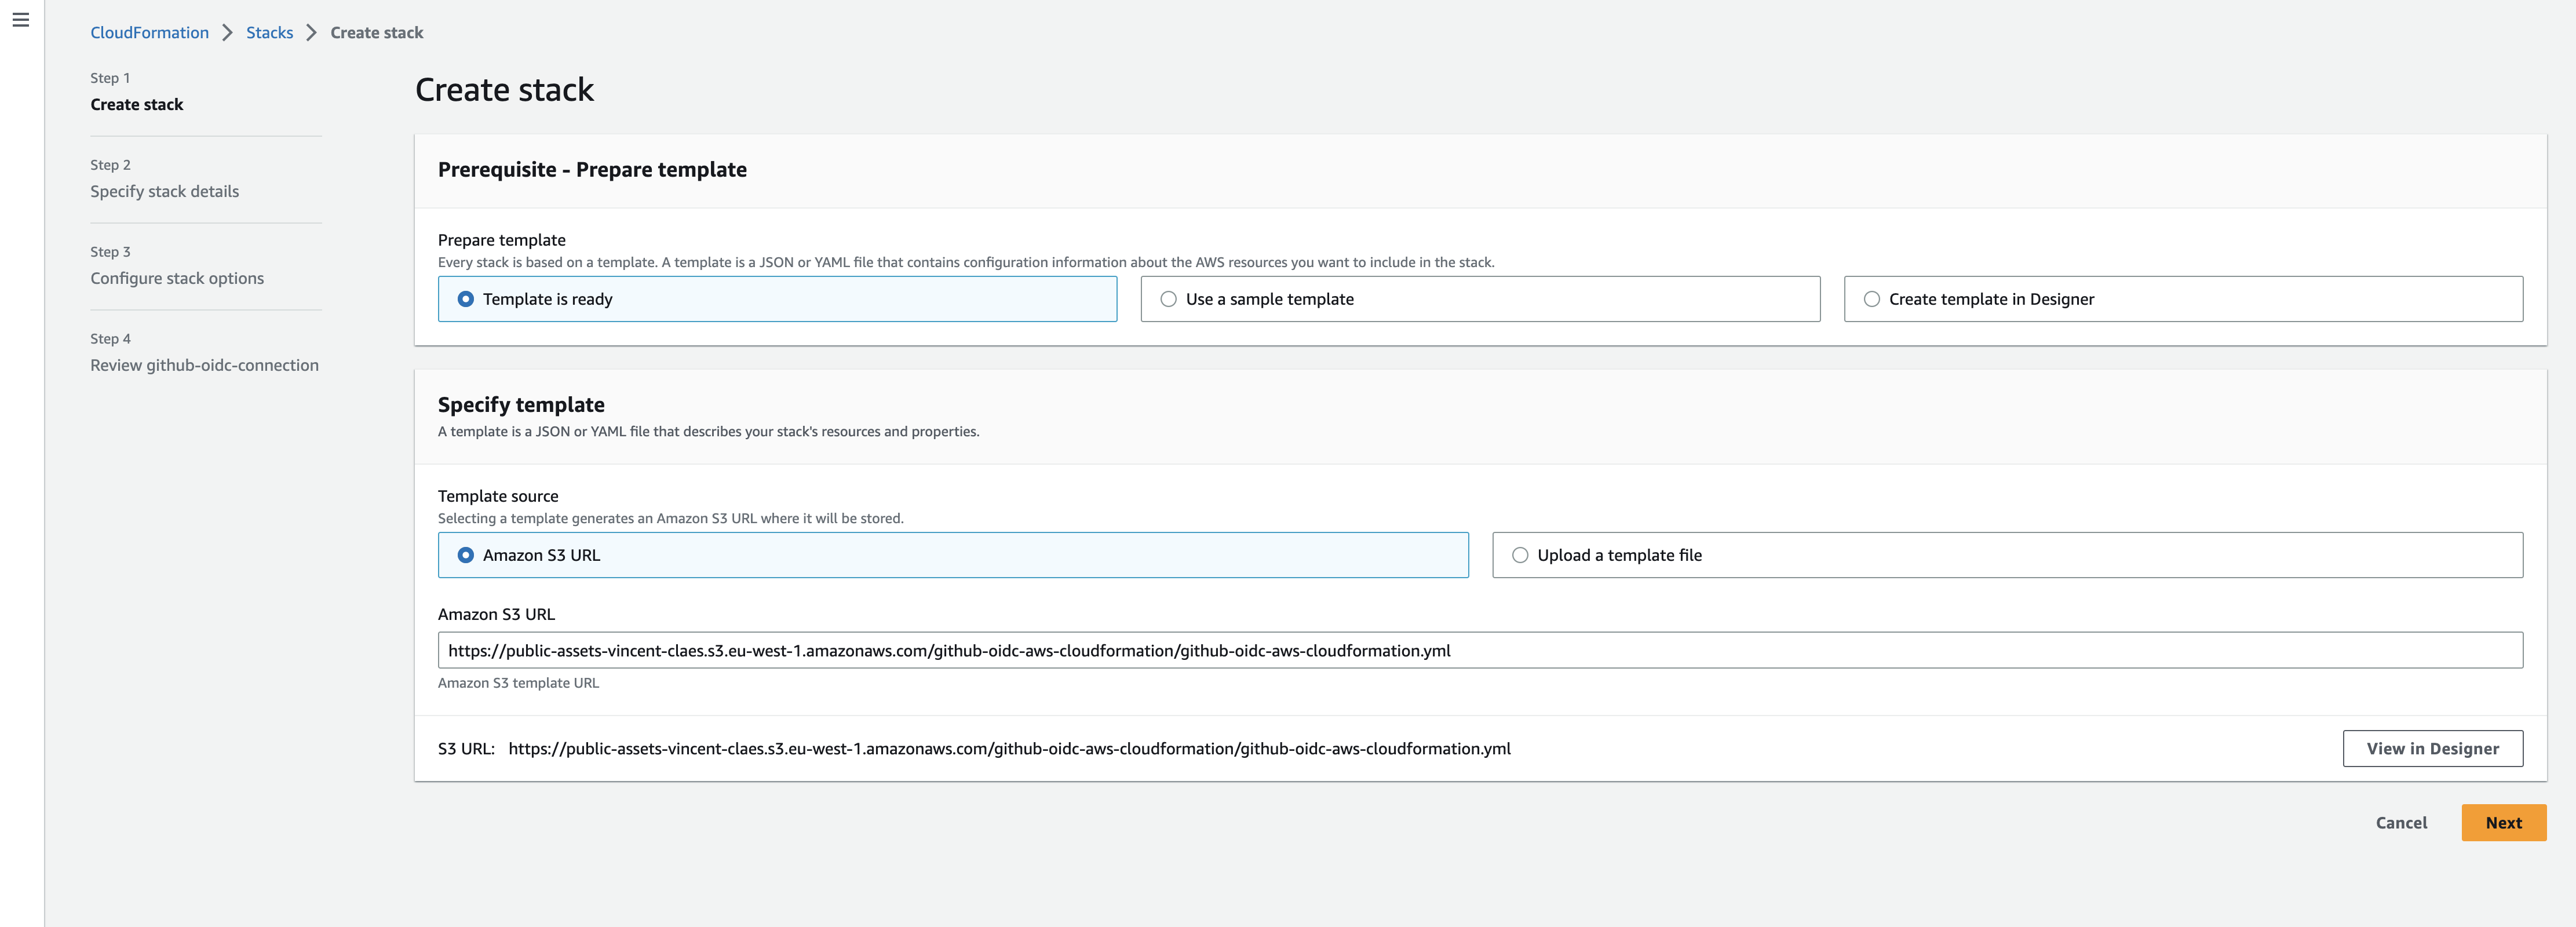 CloudFormation > Stacks > Create stack
Step 1
Create stack
Step 2
Specify stack details
Step 3
Configure stack options
Step 4
Review github-oidc-connection
Create stack
Prerequisite - Prepare template
Prepare template
Every stack is based on a template. A template is a JSON or YAML file that contains configuration information about the AWS resources you want to include in the stack.
Template is ready
Use a sample template
Create template in Designer
Specify template
A template is a JSON or YAML file that describes your stack's resources and properties.
Template source
Selecting a template generates an Amazon S3 URL where it will be stored.
Amazon S3 URL
Upload a template file
Amazon S3 URL
https://public-assets-vincent-claes.s3.eu-west-1.amazonaws.com/github-oidc-aws-cloudformation/github-oidc-aws-cloudformation.yml
Amazon S3 template URL
S3 URL: https://public-assets-vincent-claes.s3.eu-west-1.amazonaws.com/github-oidc-aws-cloudformation/github-oidc-aws-cloudformation.yml
View in Designer
Cancel
Next